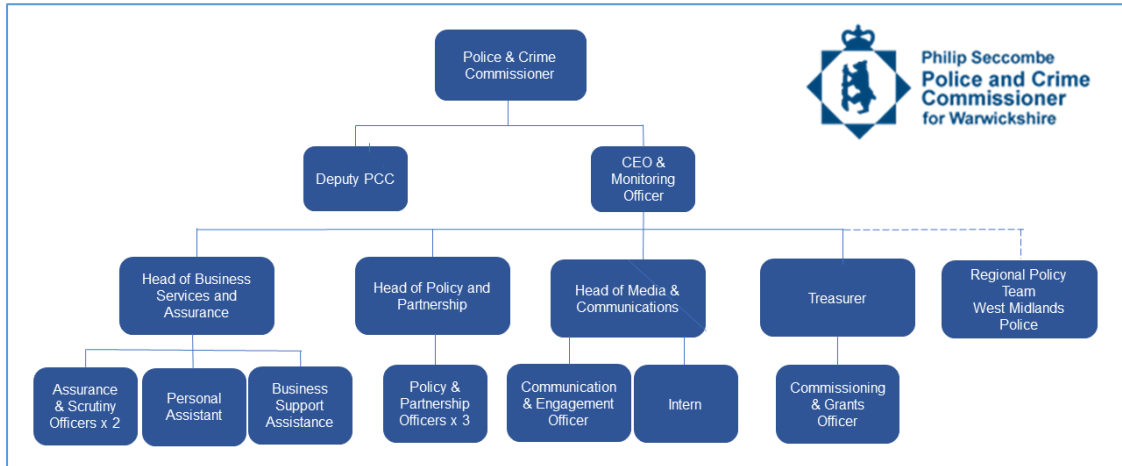 Police & Crime
Commissioner
Philip Seccombe
Police and Crime
Commissioner
for Warwickshire
Deputy PCC
CEO &
Monitoring
Officer
Head of Business
Services and
Assurance
Head of Policy and
Partnership
Head of Media &
Communications
Treasurer
Regional Policy
Team
West Midlands
Police
Assurance
& Scrutiny
Officers x 2
Personal
Assistant
Business
Support
Assistance
Policy &
Partnership
Officers x 3
Communication
& Engagement
Officer
Intern
Commissioning
& Grants
Officer